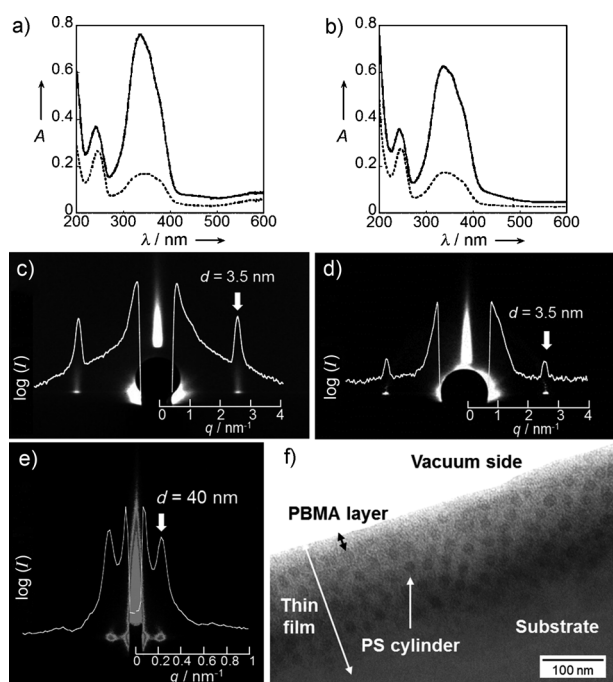 a)
0.8
0.6
A
0.4
0.2
0
200 300 400 500 600
λ / nm
b)
0.8
0.6
A
0.4
0.2
0
200 300 400 500 600
λ / nm
c)
d = 3.5 nm
log (I)
0 1 2 3 4
q / nm⁻¹
d)
d = 3.5 nm
log (I)
0 1 2 3 4
q / nm⁻¹
e)
d = 40 nm
log (I)
0 0.2 0.4 0.6 0.8 1
q / nm⁻¹
f)
Vacuum side
PBMA layer
Thin
film
PS cylinder
Substrate
100 nm